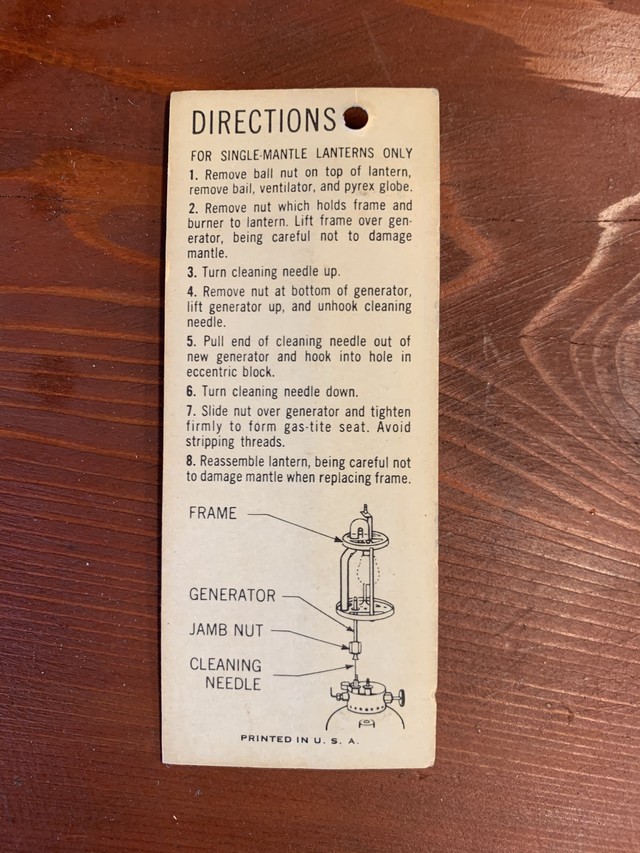 DIRECTIONS
FOR SINGLE-MANTLE LANTERNS ONLY
1. Remove ball nut on top of lantern,
remove bail, ventilator, and pyrex globe.
2. Remove nut which holds frame and
burner to lantern. Lift frame over gen-
erator, being careful not to damage
mantle.
3. Turn cleaning needle up.
4. Remove nut at bottom of generator,
lift generator up, and unhook cleaning
needle.
5. Pull end of cleaning needle out of
new generator and hook into hole in
eccentric block.
6. Turn cleaning needle down.
7. Slide nut over generator and tighten
firmly to form gas-tite seat. Avoid
stripping threads.
8. Reassemble lantern, being careful not
to damage mantle when replacing frame.
FRAME
GENERATOR
JAMB NUT
CLEANING
NEEDLE
PRINTED IN U. S. A.